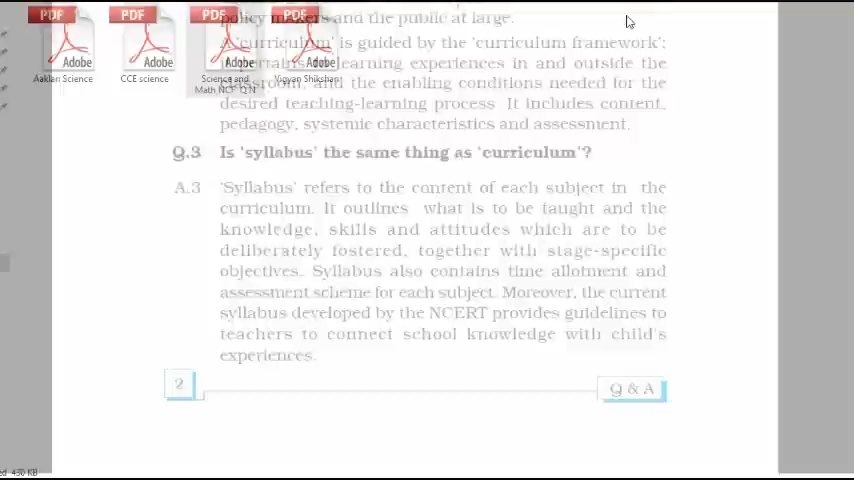 PDF PDF PDF PDF
Adobe Adobe Adobe Adobe
Aaklan Science CCE science Science and Math NCF Q N Vigyan Shikshan
policy makers and the public at large.
A 'curriculum' is guided by the 'curriculum framework';
learning experiences in and outside the
classroom, and the enabling conditions needed for the
desired teaching-learning process. It includes content,
pedagogy, systemic characteristics and assessment.
Q.3 Is 'syllabus' the same thing as 'curriculum'?
A.3 'Syllabus' refers to the content of each subject in the
curriculum. It outlines what is to be taught and the
knowledge, skills and attitudes which are to be
deliberately fostered, together with stage-specific
objectives. Syllabus also contains time allotment and
assessment scheme for each subject. Moreover, the current
syllabus developed by the NCERT provides guidelines to
teachers to connect school knowledge with child's
experiences.
2 Q & A
430 KB